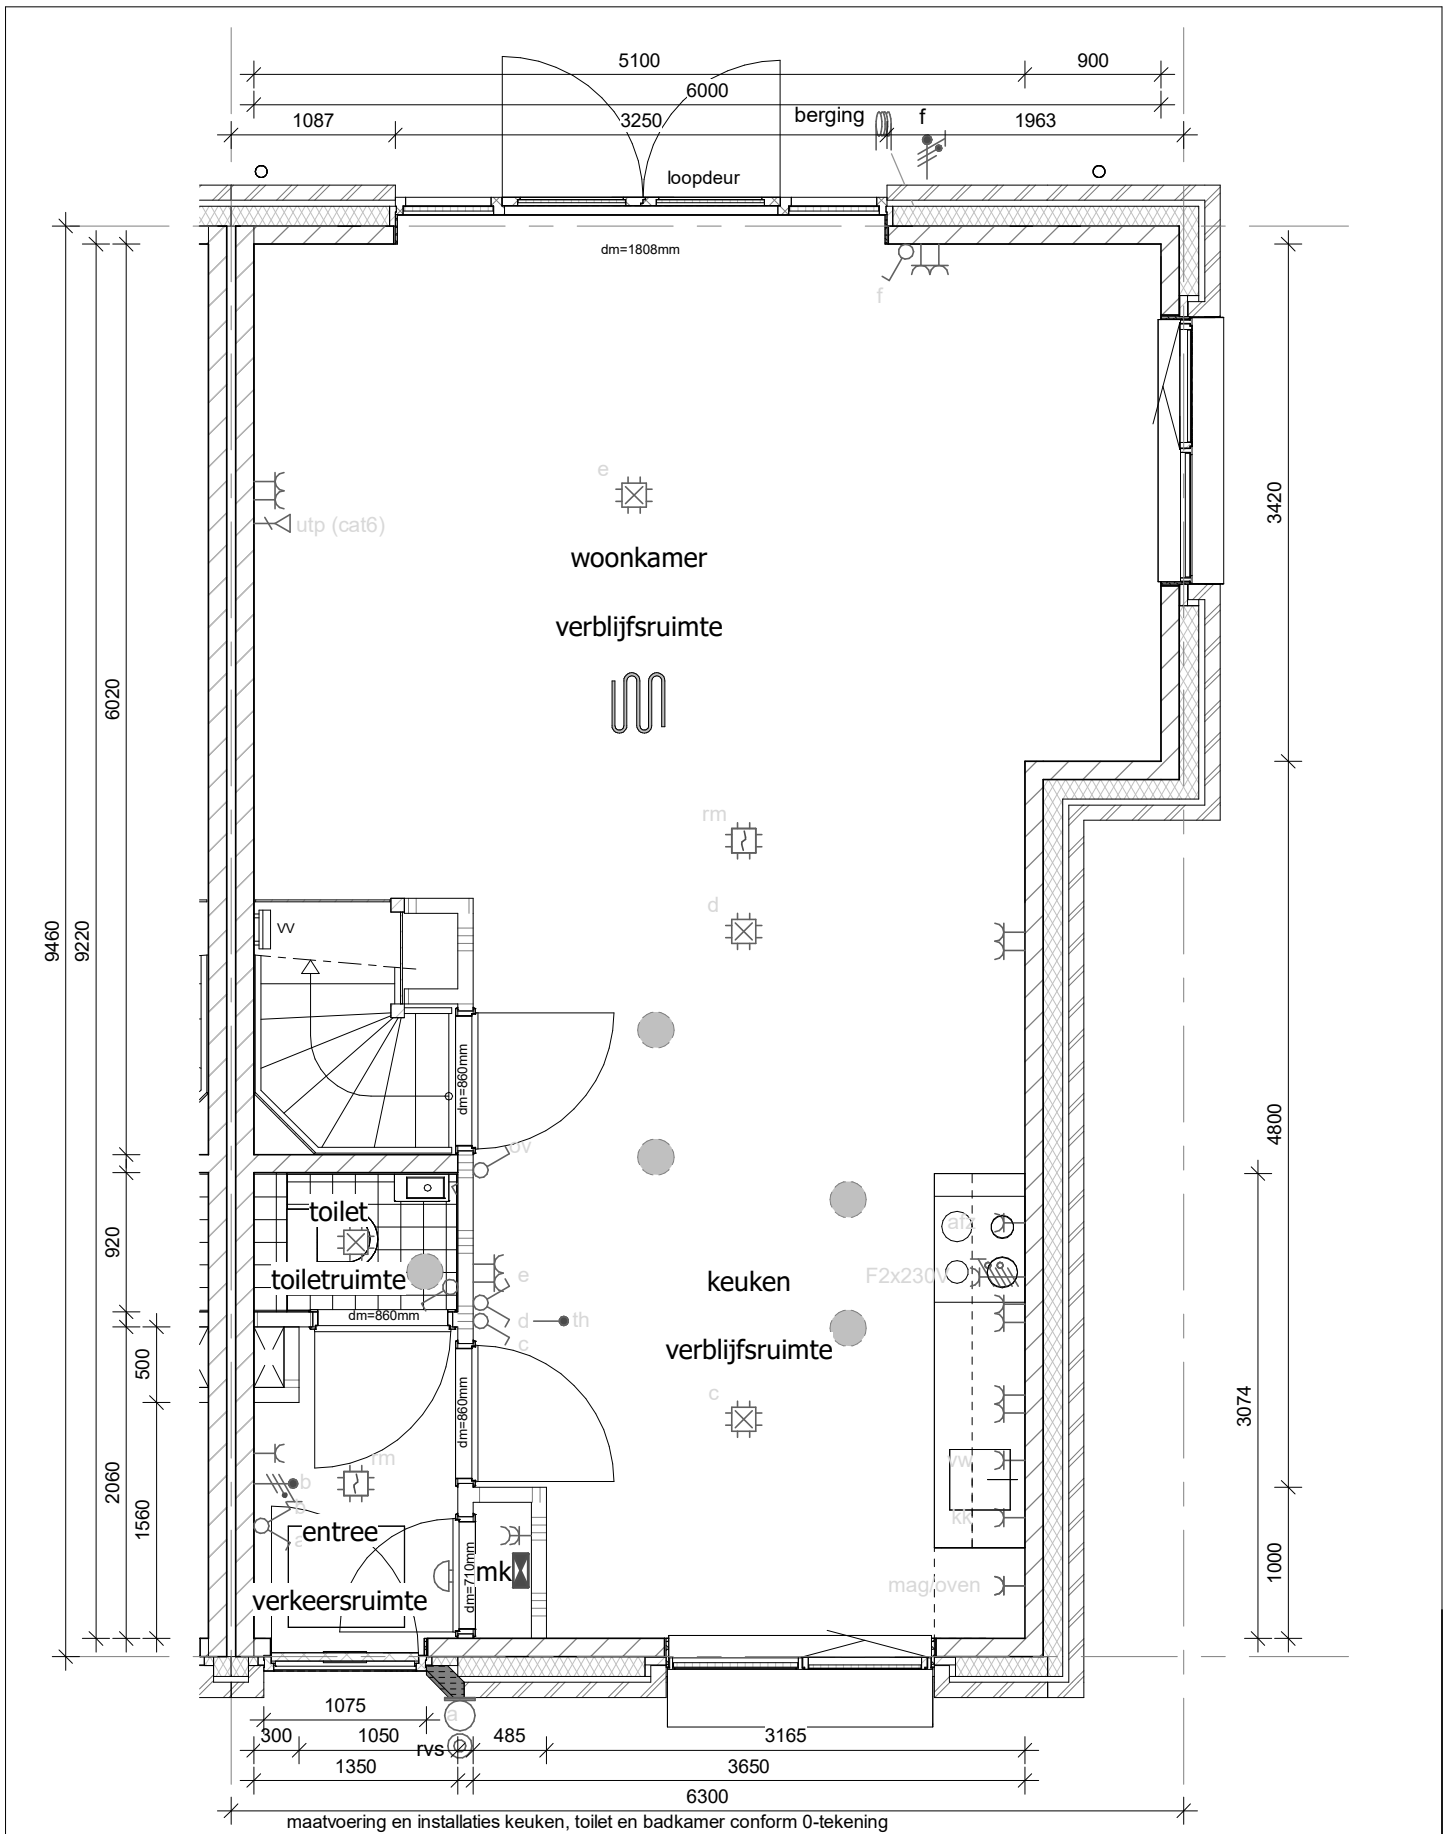 5100
900
6000
1087
3250
berging
f
1963
loopdeur
dm=1808mm
f
e
utp (cat6)
woonkamer
verblijfsruimte
3420
6020
rm
d
9460
9220
vv
dm=860mm
4800
ov
toilet
920
toiletruimte
dm=860mm
e
d
th
c
afz
F2x230V
keuken
verblijfsruimte
500
dm=860mm
c
3074
2060
1560
b
rm
b
a
entree
verkeersruimte
dm=710mm
mk
vw
kk
mag/oven
1000
1075
a
300
1050
rvs
485
3165
1350
3650
6300
maatvoering en installaties keuken, toilet en badkamer conform 0-tekening